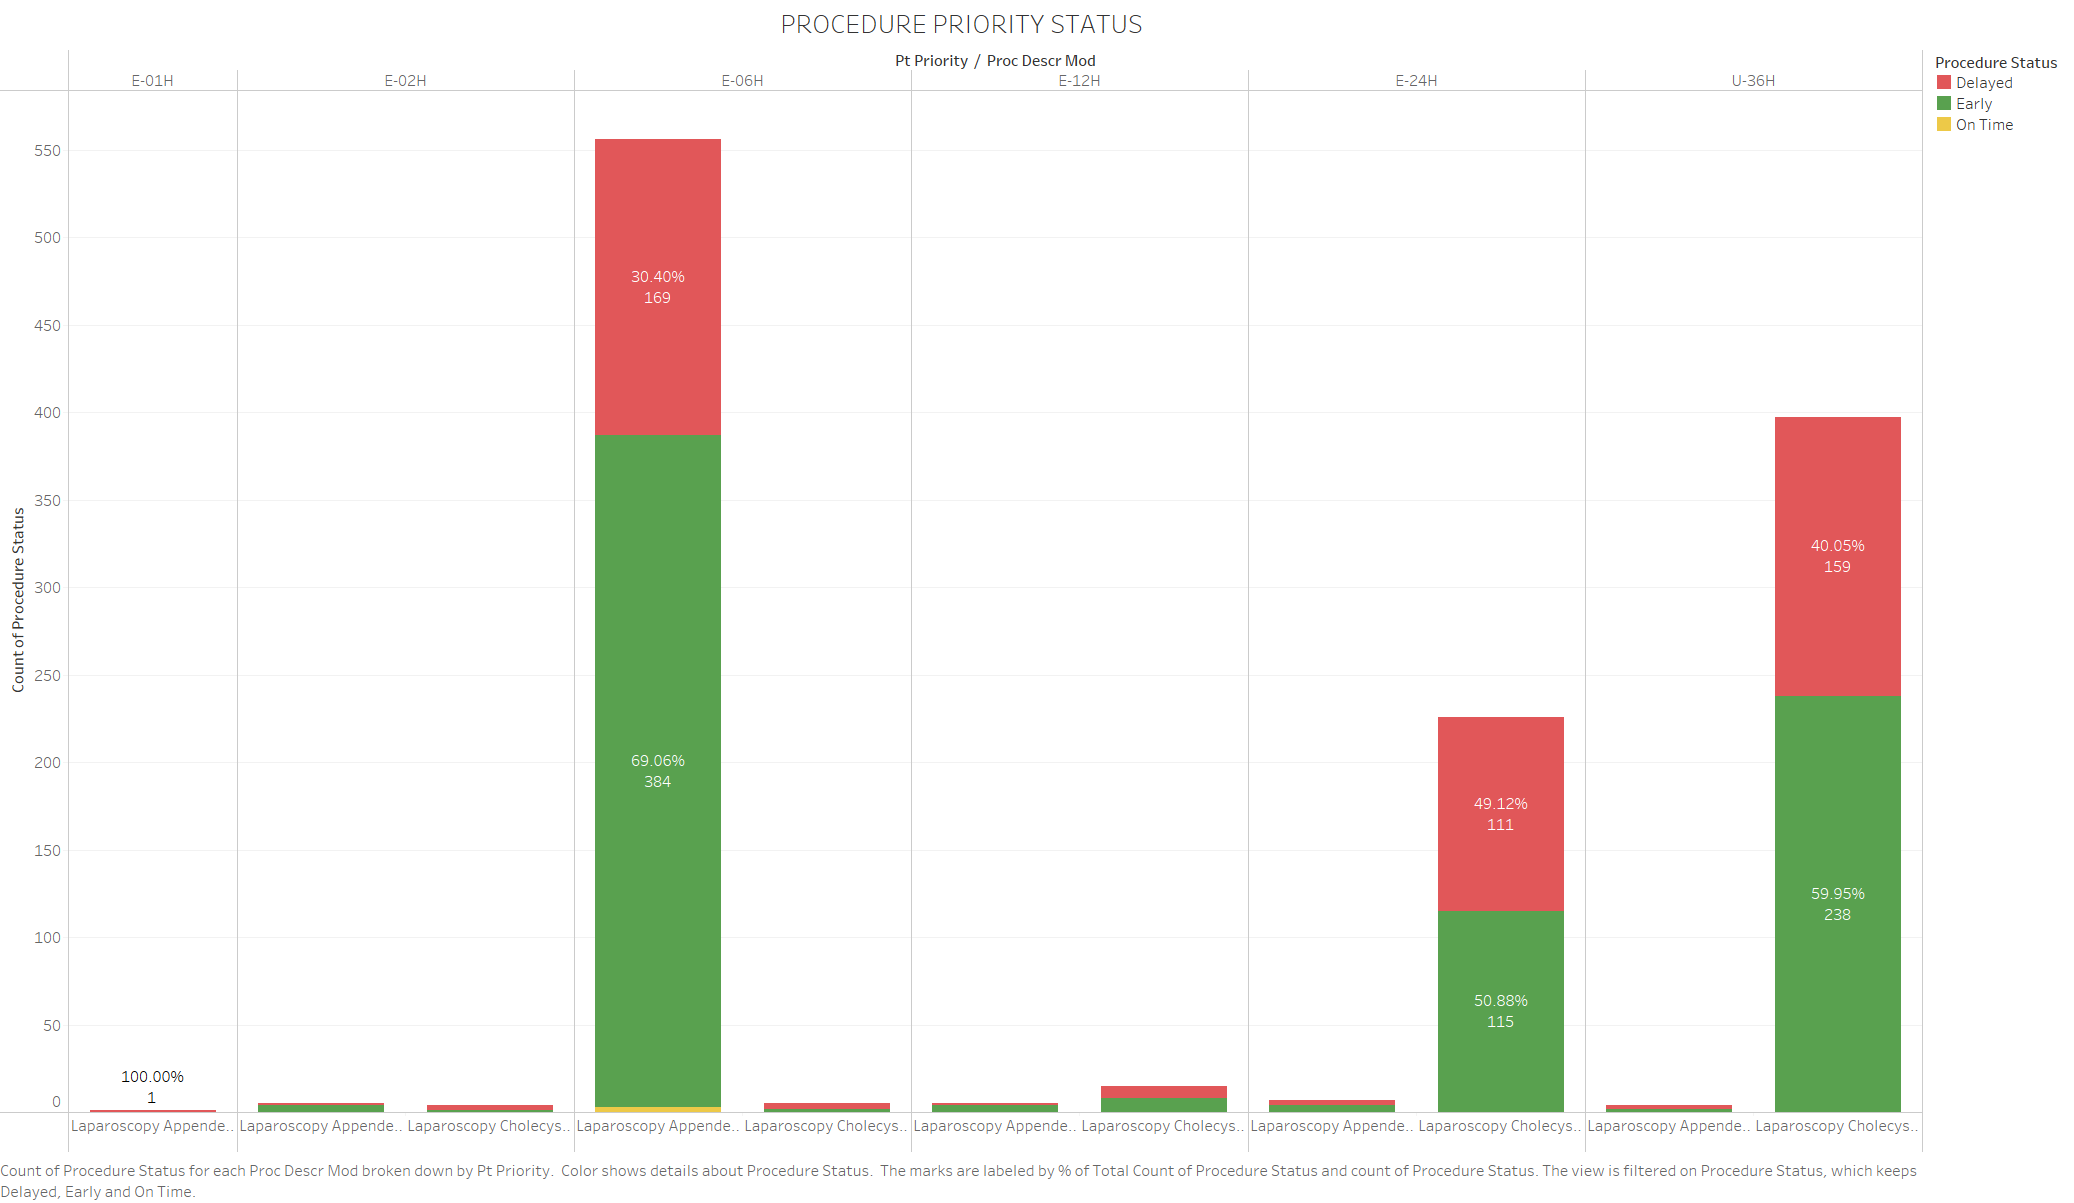 PROCEDURE PRIORITY STATUS
Pt Priority / Proc Descr Mod
E-01H
E-02H
E-06H
E-12H
E-24H
U-36H
Procedure Status
Delayed
Early
On Time
Count of Procedure Status
550
500
450
400
350
300
250
200
150
100
50
0
100.00%
1
30.40%
169
69.06%
384
49.12%
111
50.88%
115
40.05%
159
59.95%
238
Laparoscopy Appende..
Laparoscopy Appende..
Laparoscopy Cholecys..
Laparoscopy Appende..
Laparoscopy Cholecys..
Laparoscopy Appende..
Laparoscopy Cholecys..
Laparoscopy Appende..
Laparoscopy Cholecys..
Laparoscopy Appende..
Laparoscopy Cholecys..
Count of Procedure Status for each Proc Descr Mod broken down by Pt Priority.  Color shows details about Procedure Status.  The marks are labeled by % of Total Count of Procedure Status and count of Procedure Status. The view is filtered on Procedure Status, which keeps
Delayed, Early and On Time.